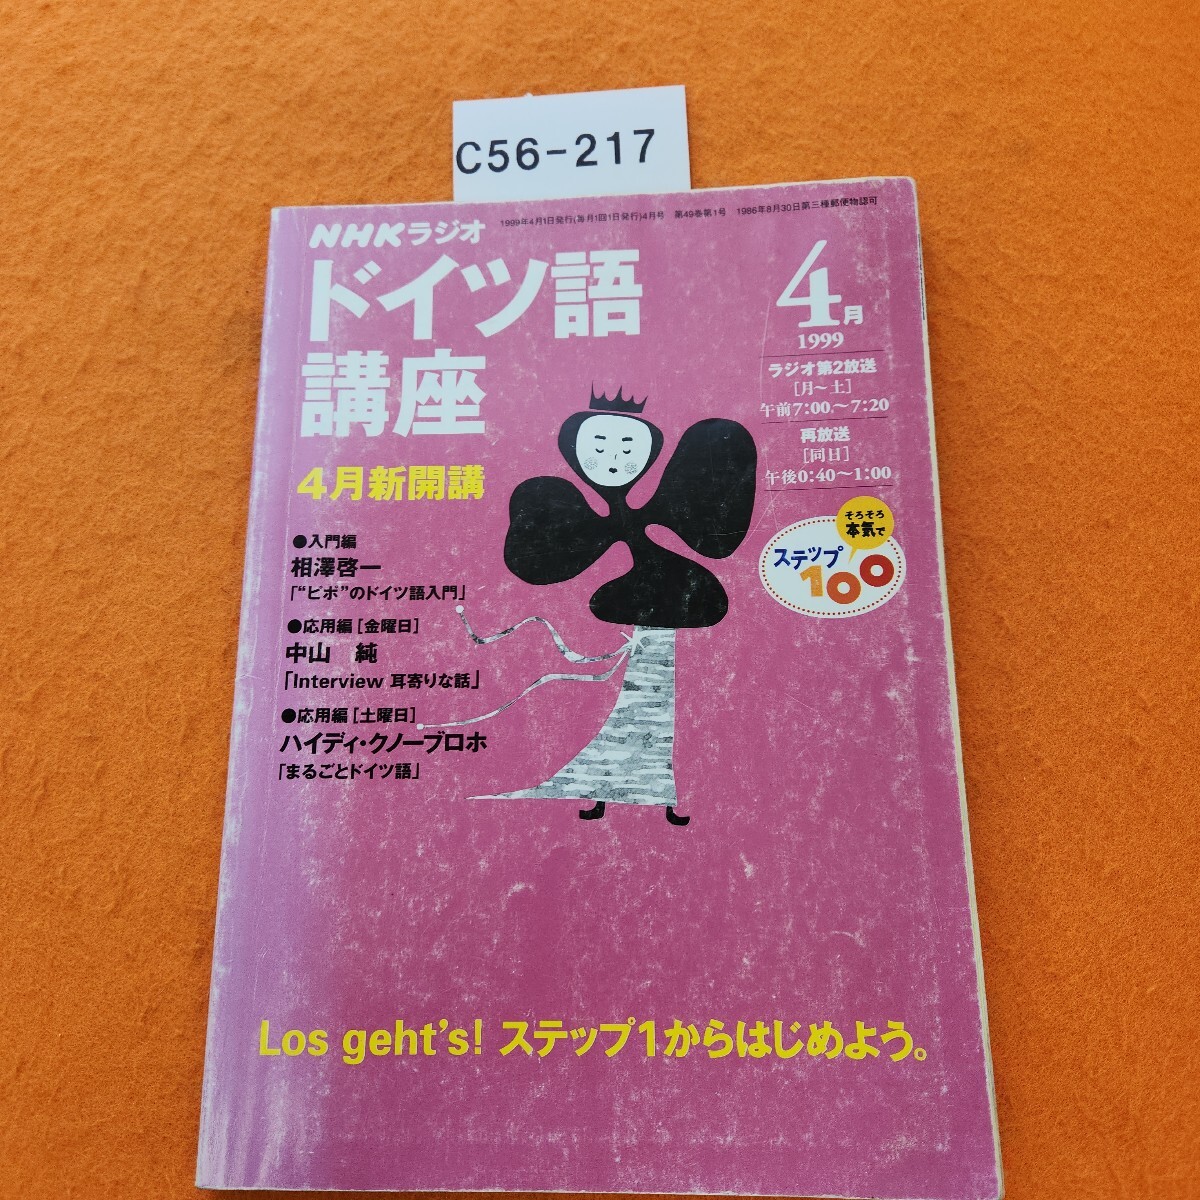 C56-217
1999年4月1日発行(毎月1回1日発行)4月号 第49巻第1号 1986年8月30日第三種郵便物認可
NHKラジオ
ドイツ語
講座
4月
1999
ラジオ第2放送
[月〜土]
午前7:00〜7:20
再放送
[同日]
午後0:40〜1:00
そろそろ
本気で
ステップ
100
4月新開講
●入門編
相澤啓一
「“ピポ”のドイツ語入門」
●応用編[金曜日]
中山 純
「Interview 耳寄りな話」
●応用編[土曜日]
ハイディ・クノーブロホ
「まるごとドイツ語」
Los geht's! ステップ1からはじめよう。